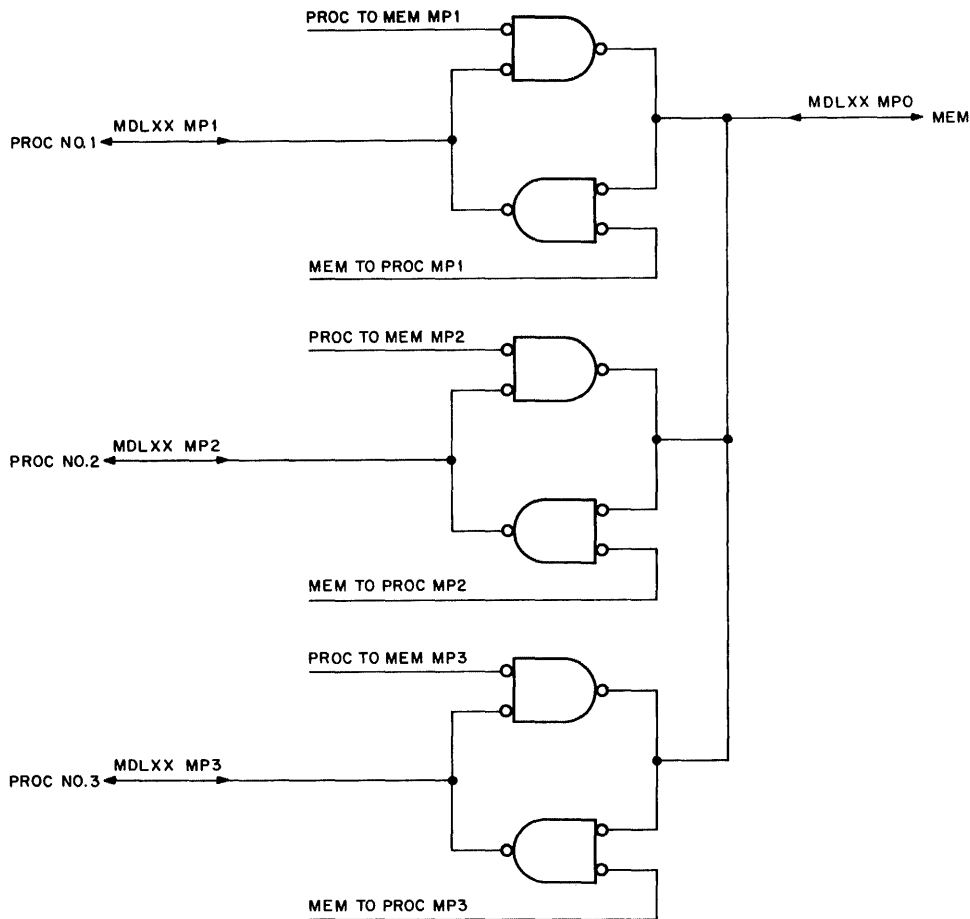 PROC TO MEM MP1
MDLXX MP0
MEM
MDLXX MP1
PROC NO.1
MEM TO PROC MP1
PROC TO MEM MP2
MDLXX MP2
PROC NO.2
MEM TO PROC MP2
PROC TO MEM MP3
MDLXX MP3
PROC NO.3
MEM TO PROC MP3